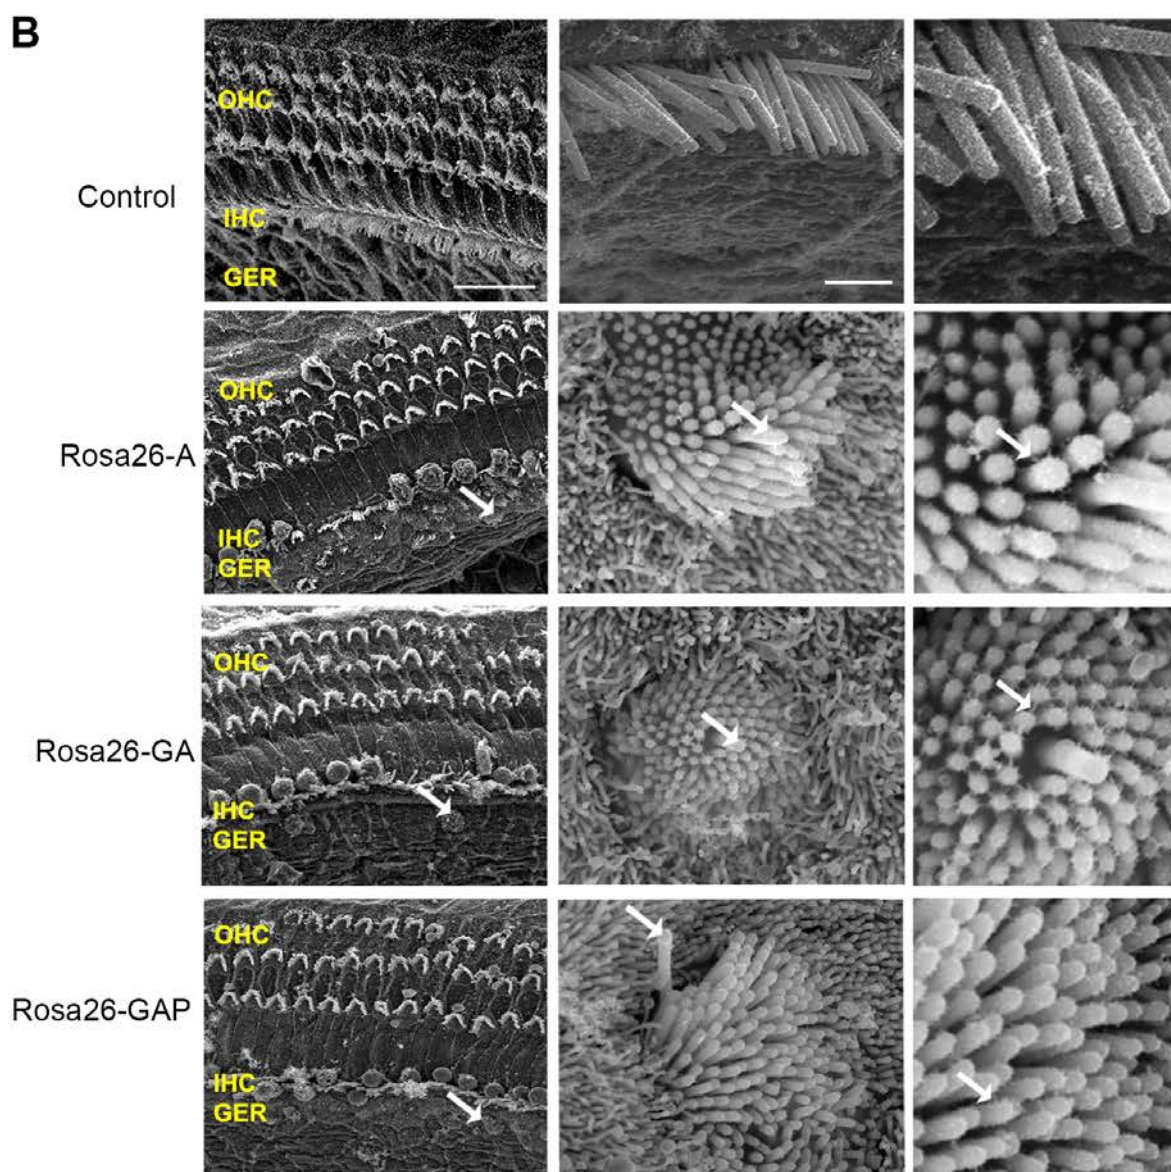 B
Control
OHC
IHC
GER
Rosa26-A
OHC
IHC
GER
Rosa26-GA
OHC
IHC
GER
Rosa26-GAP
OHC
IHC
GER